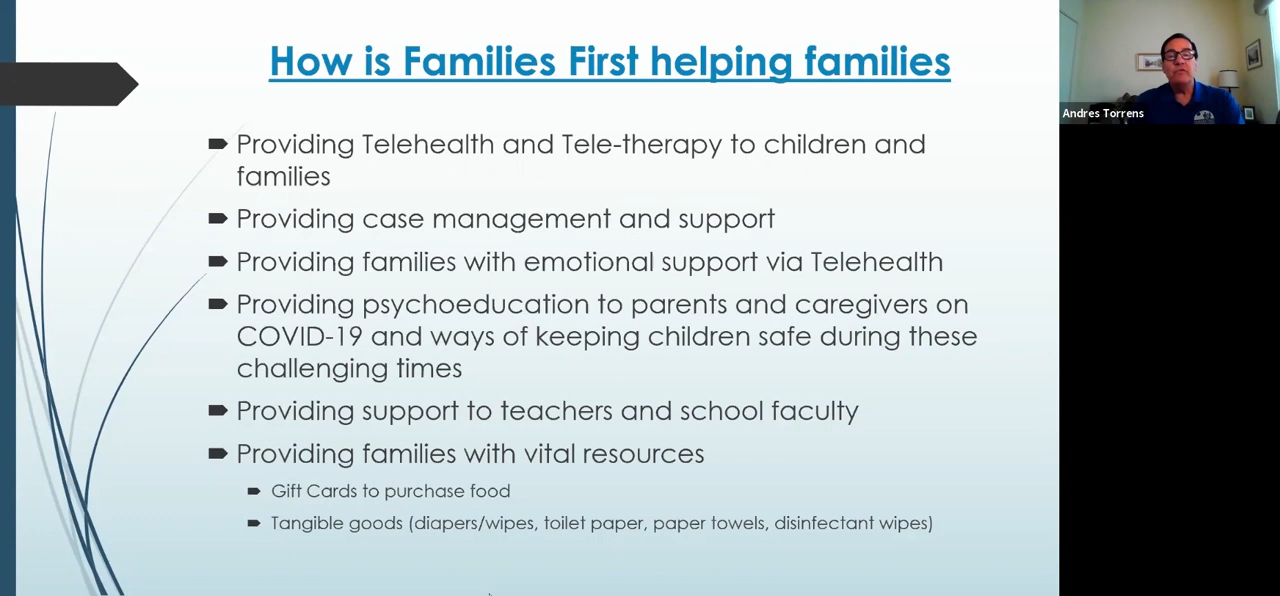 How is Families First helping families
Providing Telehealth and Tele-therapy to children and
families
Providing case management and support
Providing families with emotional support via Telehealth
Providing psychoeducation to parents and caregivers on
COVID-19 and ways of keeping children safe during these
challenging times
Providing support to teachers and school faculty
Providing families with vital resources
Gift Cards to purchase food
Tangible goods (diapers/wipes, toilet paper, paper towels, disinfectant wipes)
Andres Torrens